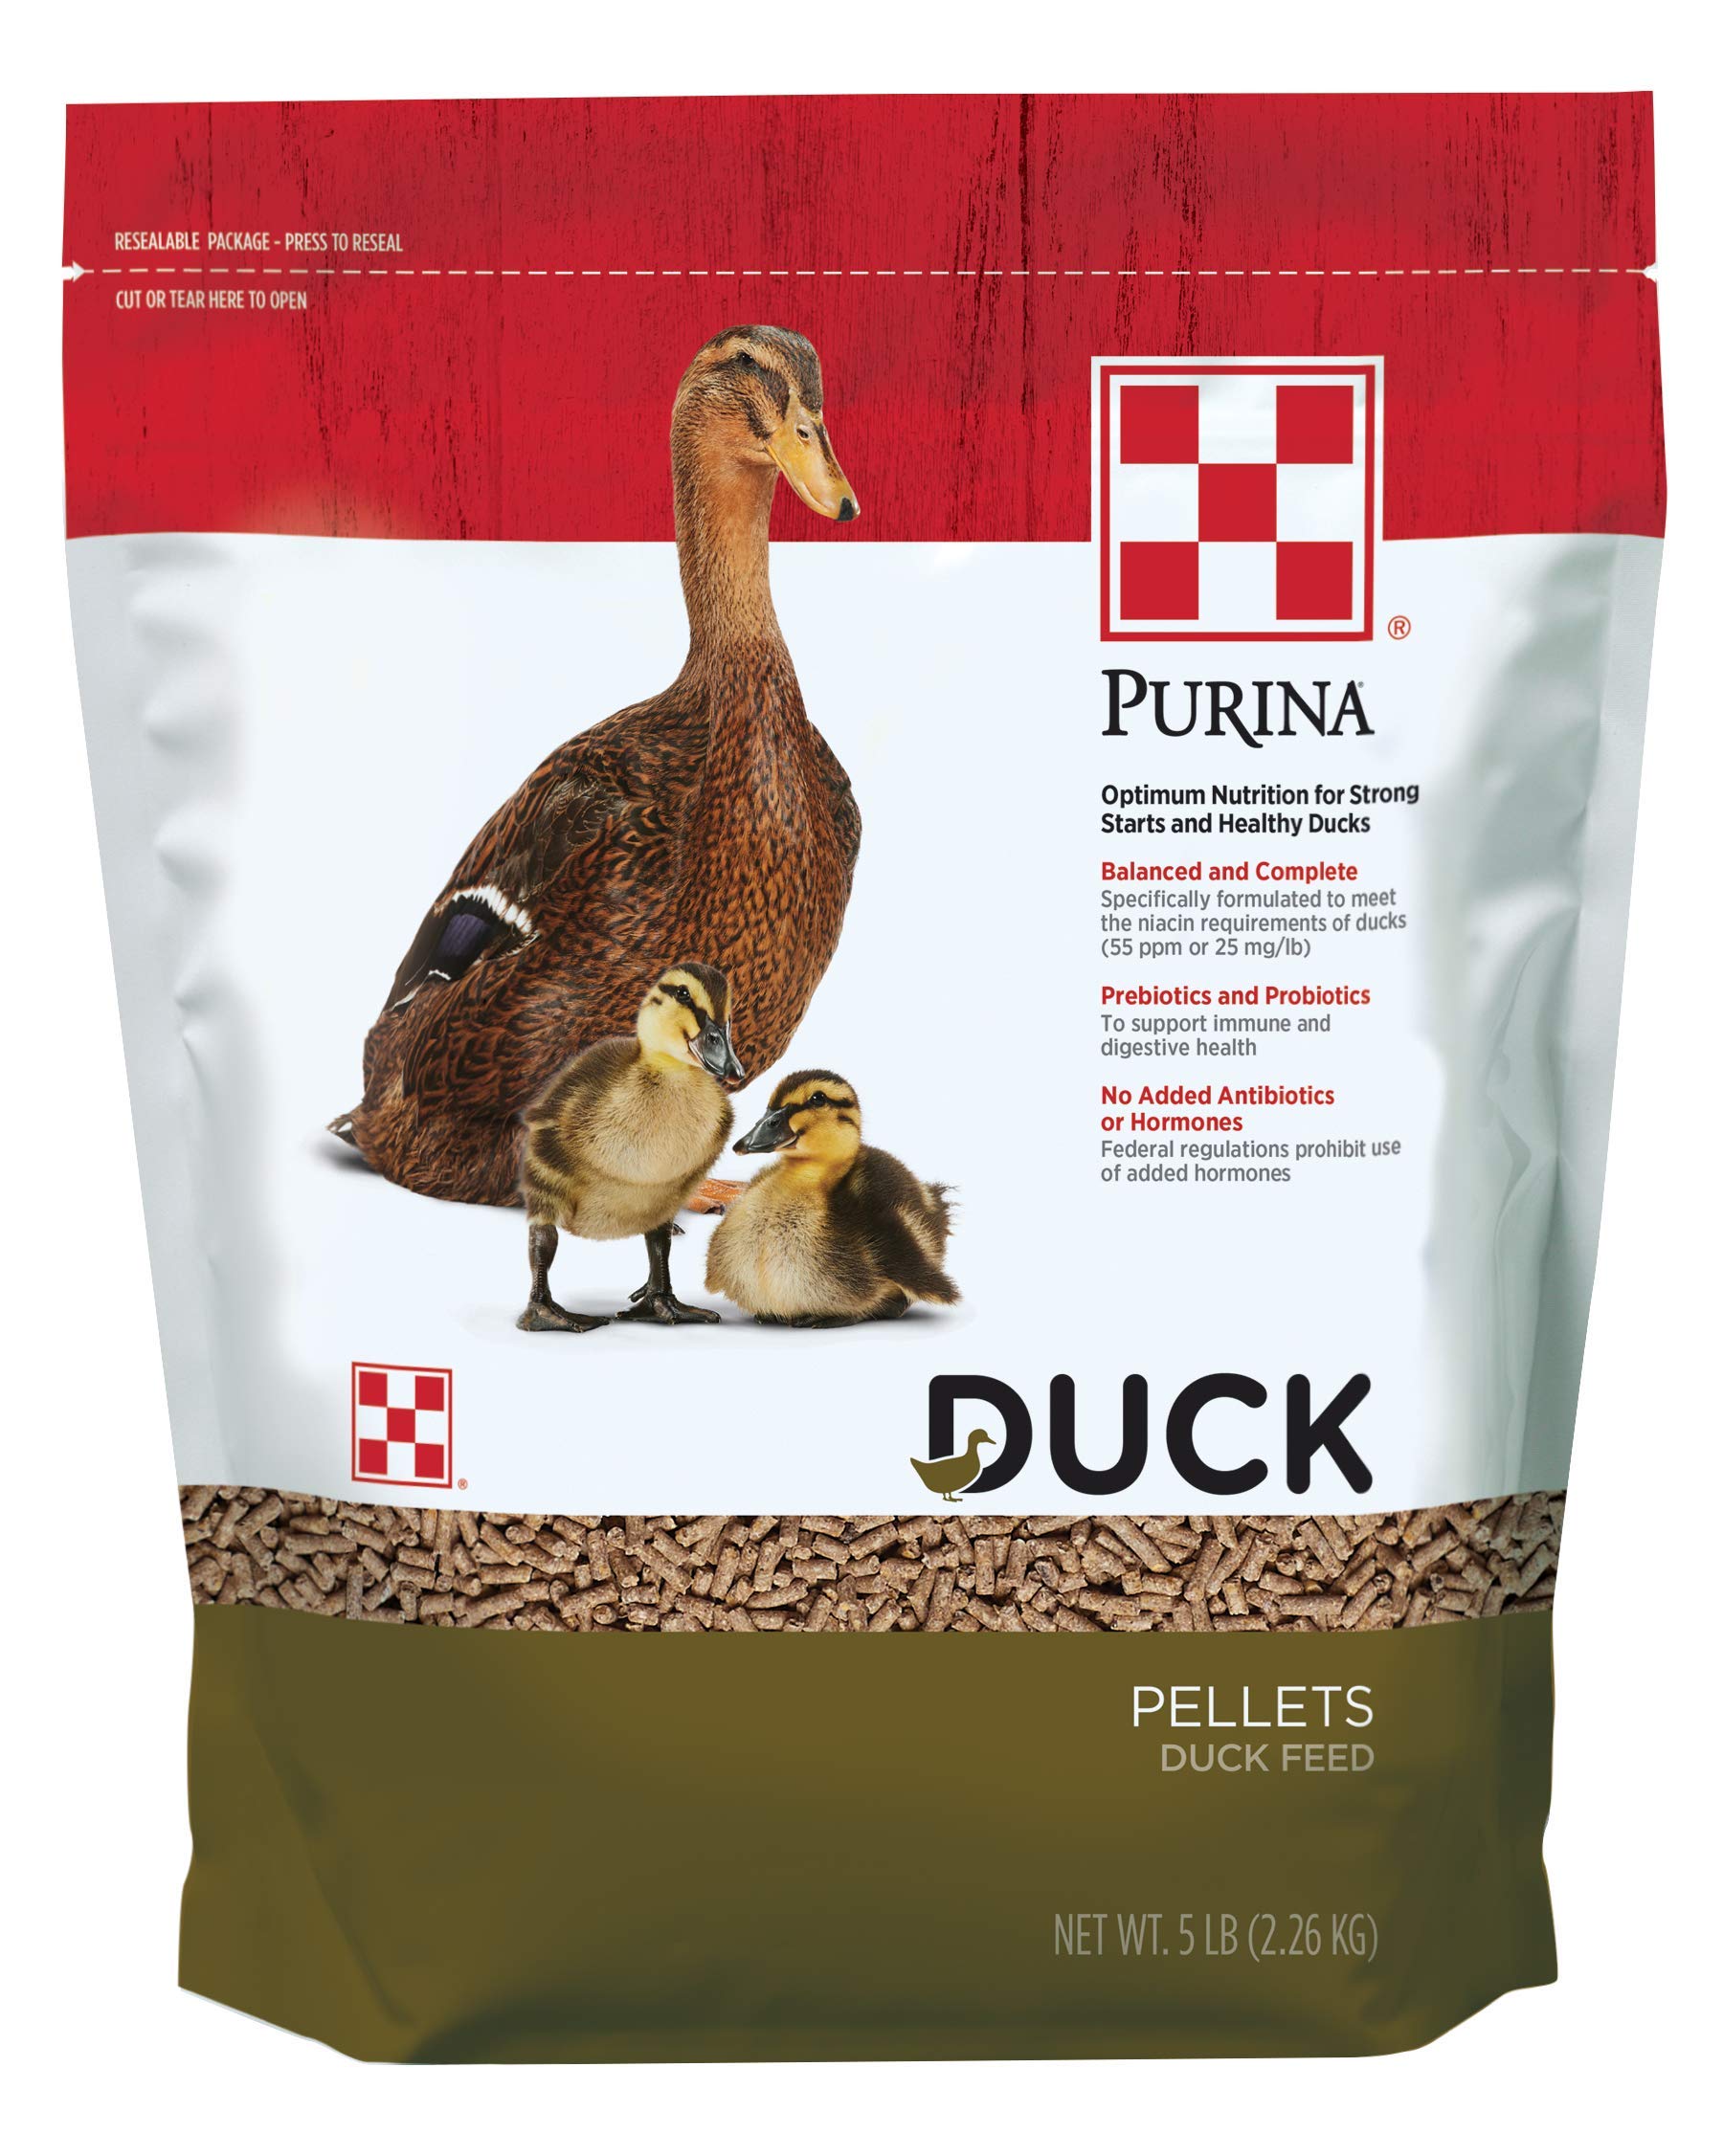 RESEALABLE PACKAGE - PRESS TO RESEAL
CUT OR TEAR HERE TO OPEN
®
PURINA®
Optimum Nutrition for Strong
Starts and Healthy Ducks
Balanced and Complete
Specifically formulated to meet
the niacin requirements of ducks
(55 ppm or 25 mg/lb)
Prebiotics and Probiotics
To support immune and
digestive health
No Added Antibiotics
or Hormones
Federal regulations prohibit use
of added hormones
®
DUCK
PELLETS
DUCK FEED
NET WT. 5 LB (2.26 KG)